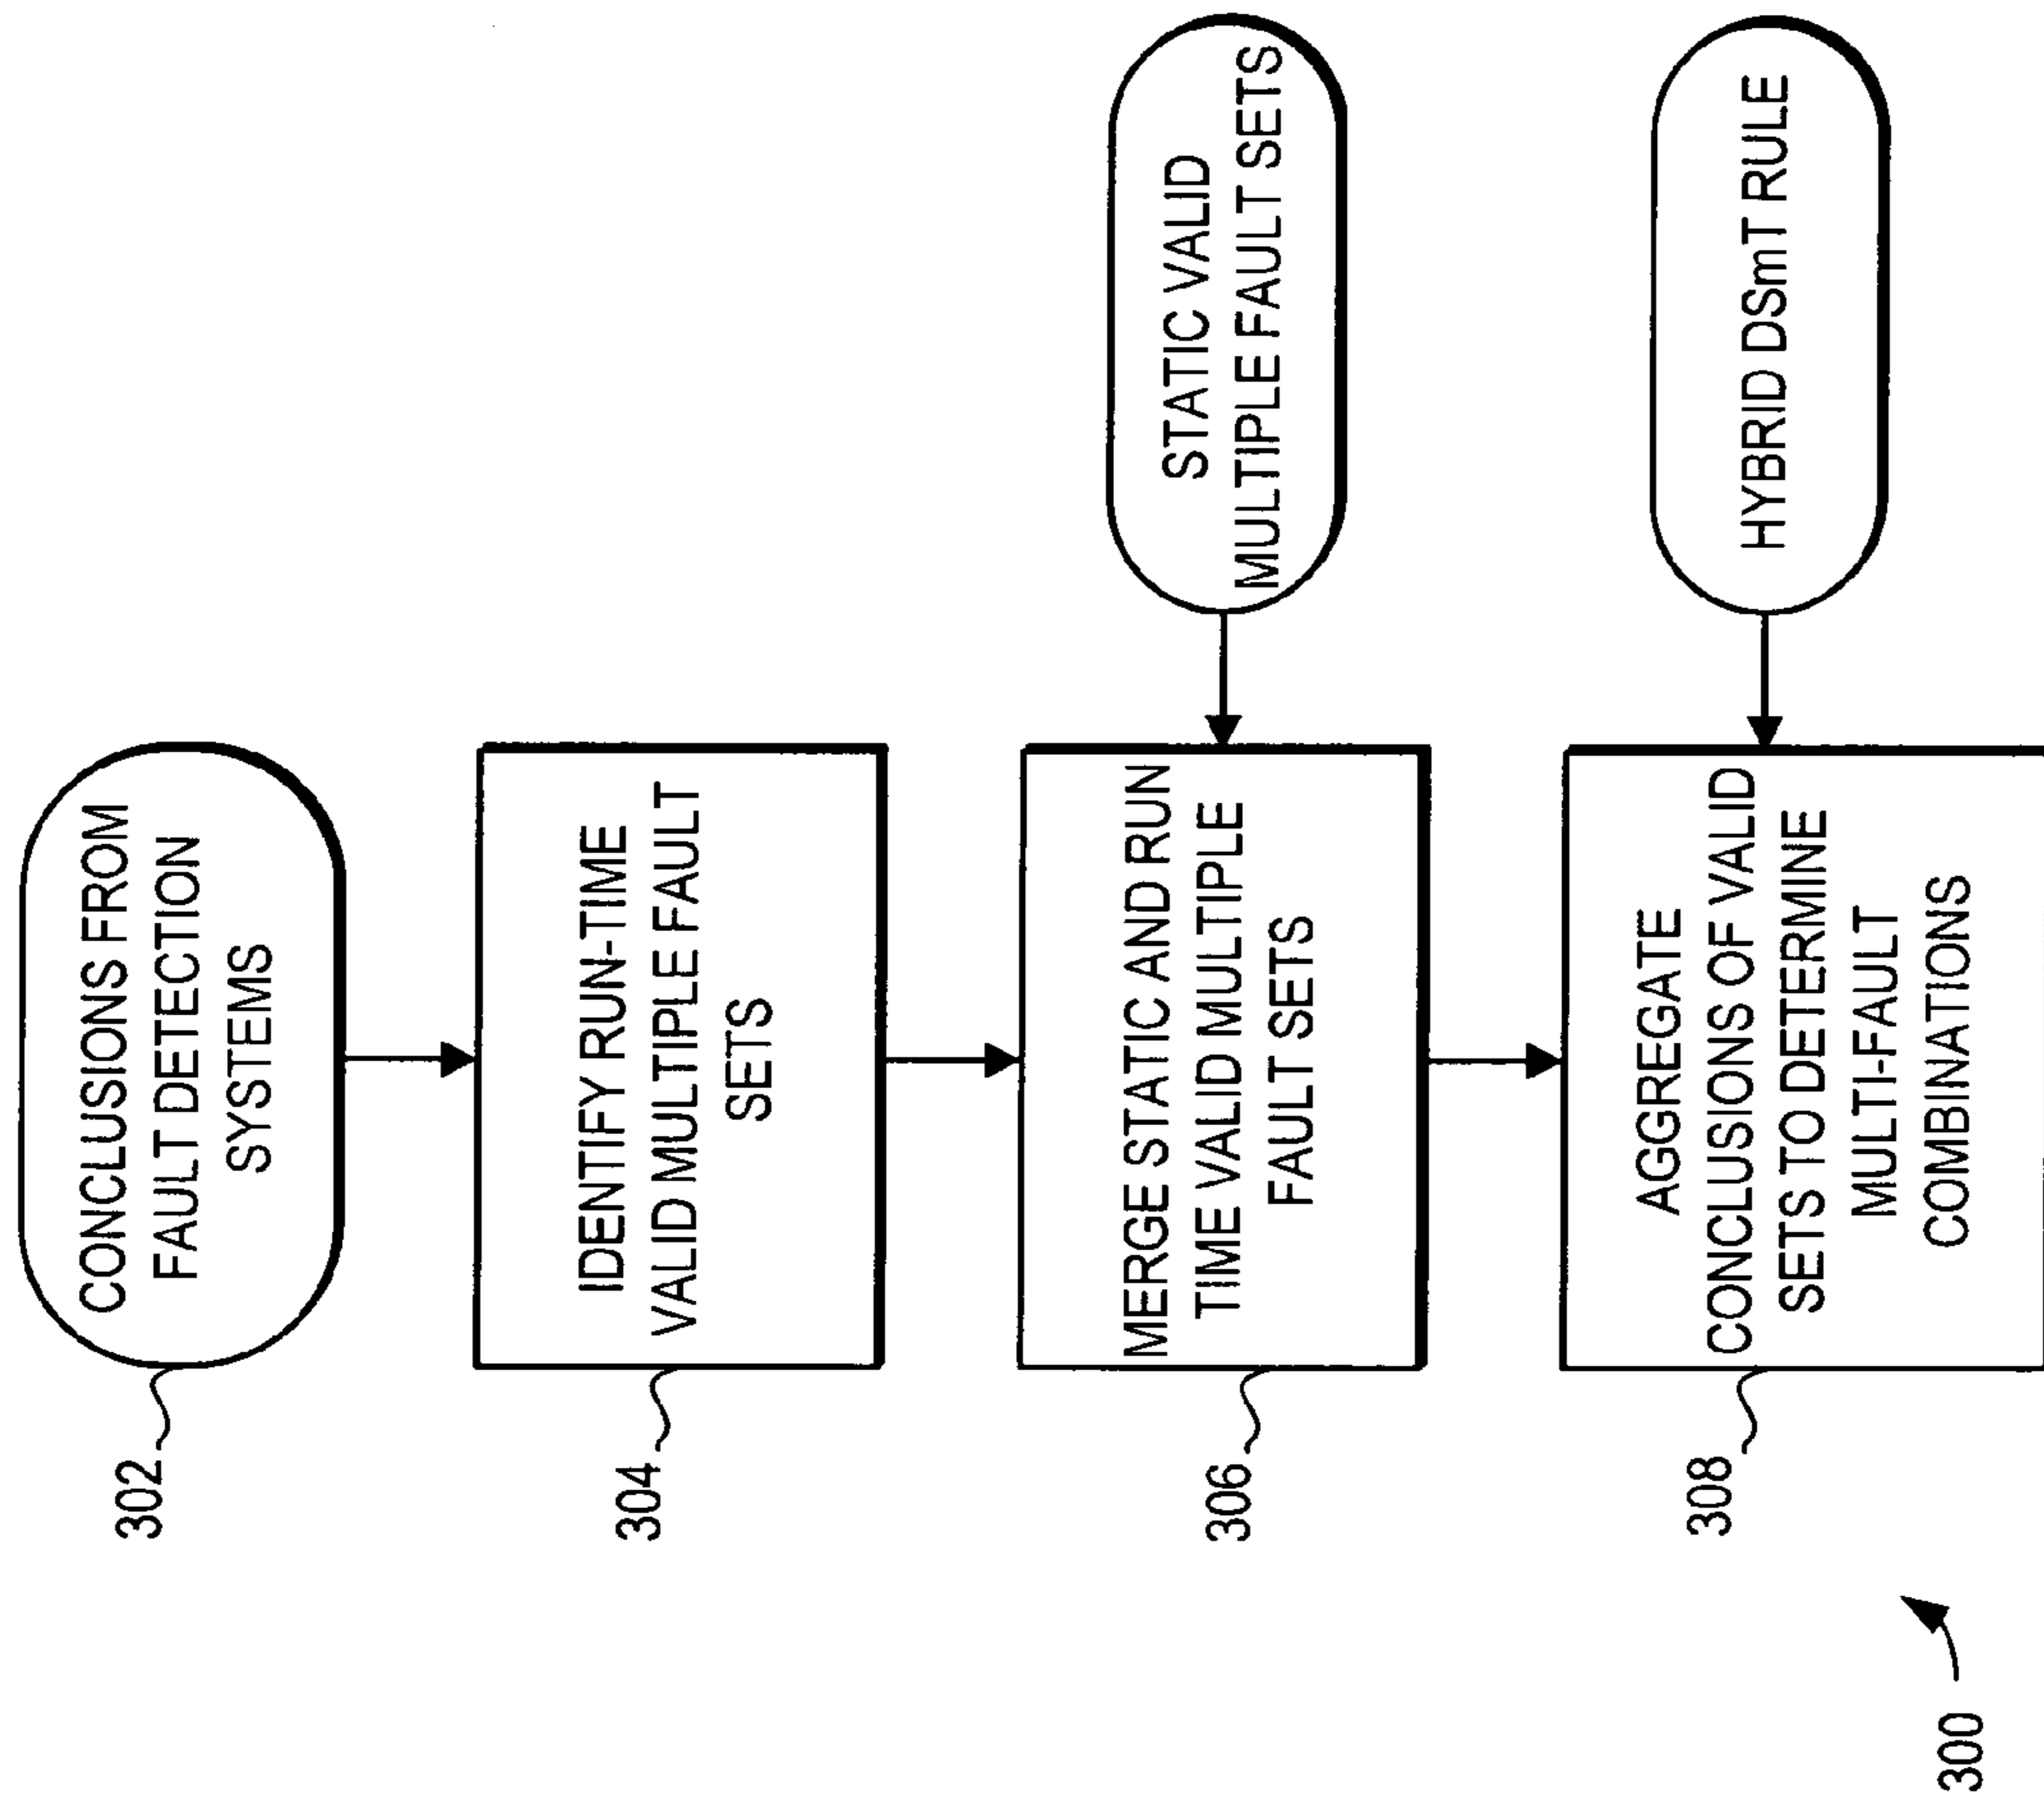 302
CONCLUSIONS FROM
FAULT DETECTION
SYSTEMS
304
IDENTIFY RUN-TIME
VALID MULTIPLE FAULT
SETS
306
MERGE STATIC AND RUN
TIME VALID MULTIPLE
FAULT SETS
STATIC VALID
MULTIPLE FAULT SETS
308
AGGREGATE
CONCLUSIONS OF VALID
SETS TO DETERMINE
MULTI-FAULT
COMBINATIONS
HYBRID DSmT RULE
300